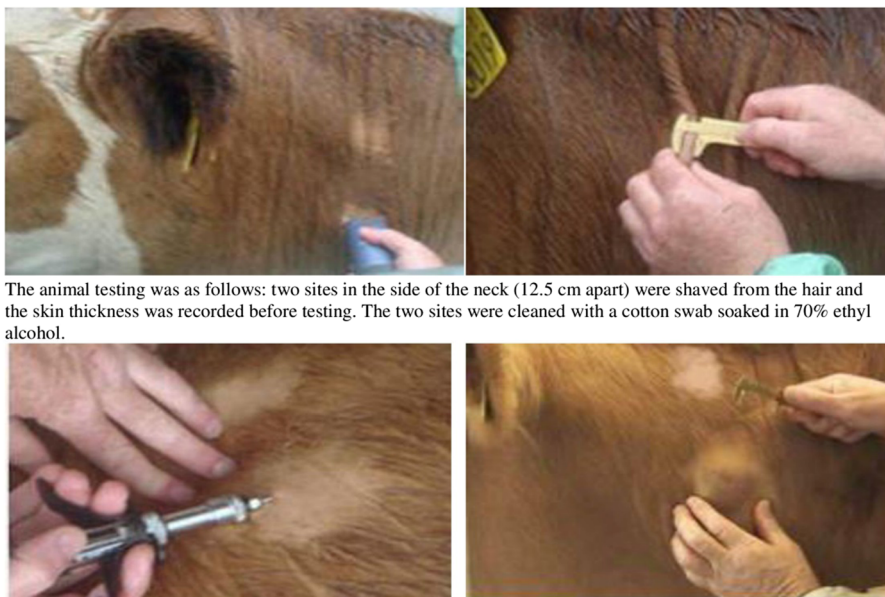 The animal testing was as follows: two sites in the side of the neck (12.5 cm apart) were shaved from the hair and
the skin thickness was recorded before testing. The two sites were cleaned with a cotton swab soaked in 70% ethyl
alcohol.